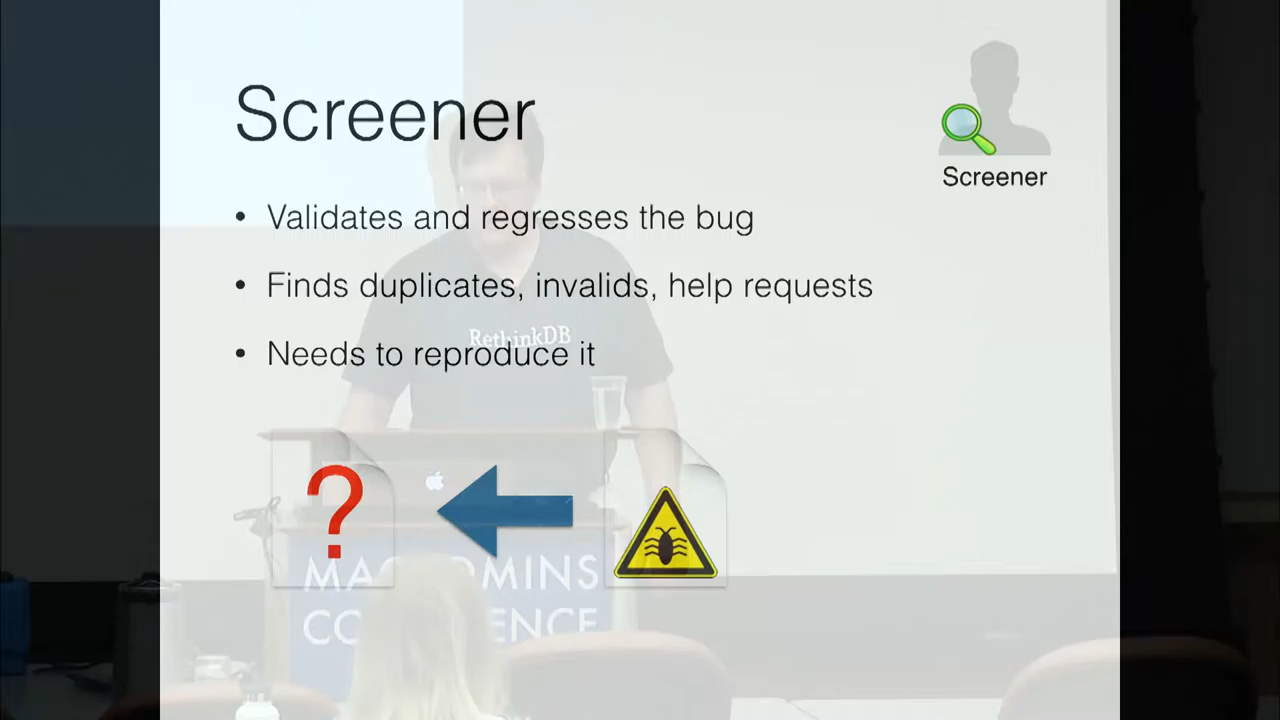 Screener
Screener
• Validates and regresses the bug
• Finds duplicates, invalids, help requests
RethinkDB
• Needs to reproduce it
?
MAC ADMINS
CONFERENCE